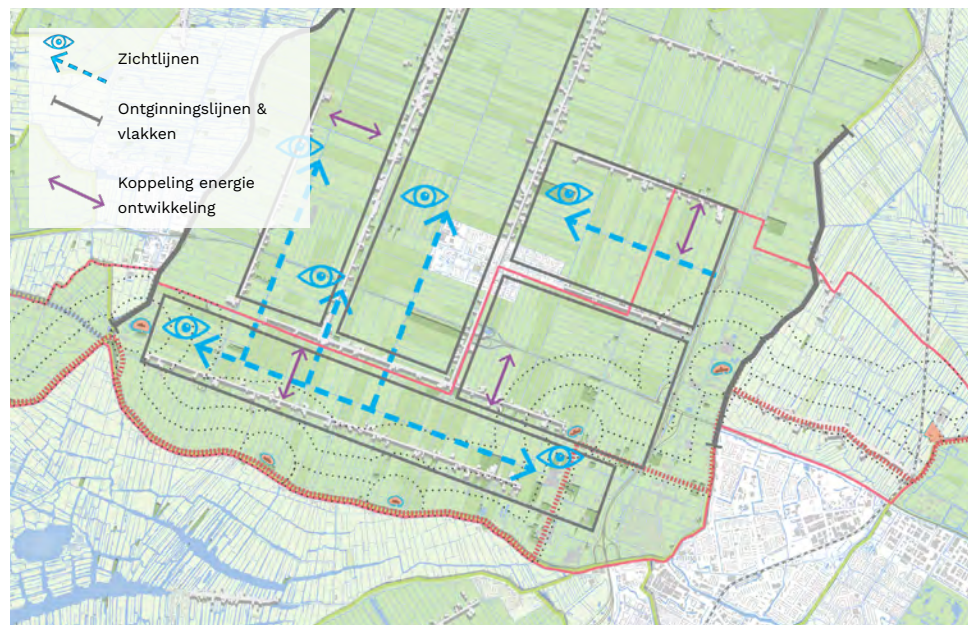 Zichtlijnen
Ontginningslijnen &
vlakken
Koppeling energie
ontwikkeling